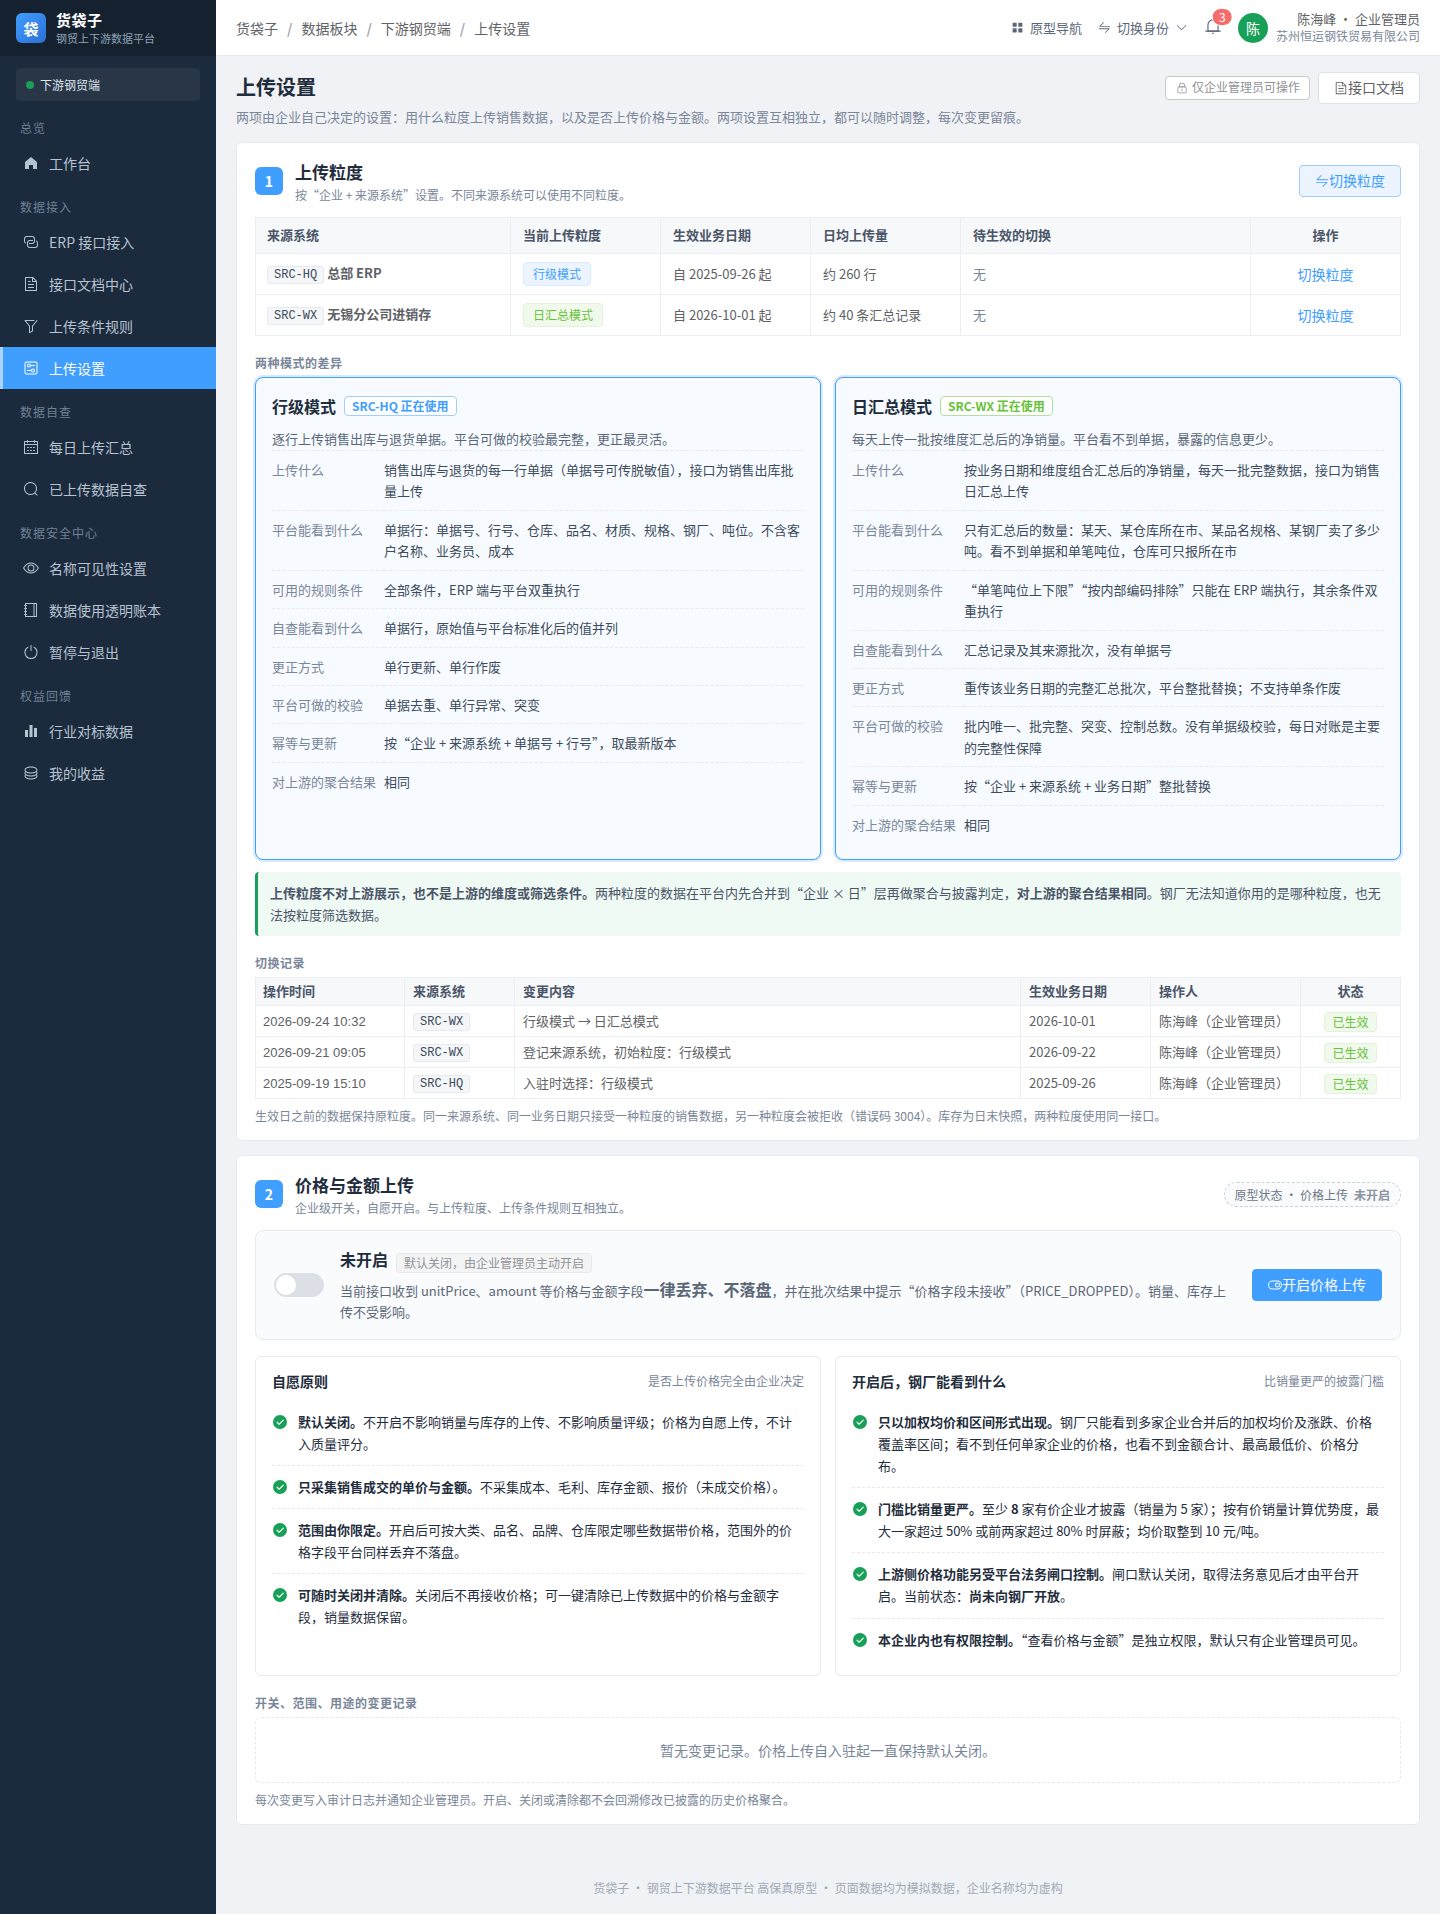 袋
货袋子
钢贸上下游数据平台
下游钢贸端
总览
工作台
数据接入
ERP 接口接入
接口文档中心
上传条件规则
上传设置
数据自查
每日上传汇总
已上传数据自查
数据安全中心
名称可见性设置
数据使用透明账本
暂停与退出
权益回馈
行业对标数据
我的收益
货袋子 / 数据板块 / 下游钢贸端 / 上传设置
原型导航
切换身份
3
陈
陈海峰 · 企业管理员
苏州恒运钢铁贸易有限公司
上传设置
仅企业管理员可操作
接口文档
两项由企业自己决定的设置：用什么粒度上传销售数据，以及是否上传价格与金额。两项设置互相独立，都可以随时调整，每次变更留痕。
1
上传粒度
按“企业 + 来源系统”设置。不同来源系统可以使用不同粒度。
切换粒度
来源系统 当前上传粒度 生效业务日期 日均上传量 待生效的切换 操作
SRC-HQ 总部 ERP 行级模式 自 2025-09-26 起 约 260 行 无 切换粒度
SRC-WX 无锡分公司进销存 日汇总模式 自 2026-10-01 起 约 40 条汇总记录 无 切换粒度
两种模式的差异
行级模式 SRC-HQ 正在使用
逐行上传销售出库与退货单据。平台可做的校验最完整，更正最灵活。
上传什么 销售出库与退货的每一行单据（单据号可传脱敏值），接口为销售出库批
量上传
平台能看到什么 单据行：单据号、行号、仓库、品名、材质、规格、钢厂、吨位。不含客
户名称、业务员、成本
可用的规则条件 全部条件，ERP 端与平台双重执行
自查能看到什么 单据行，原始值与平台标准化后的值并列
更正方式 单行更新、单行作废
平台可做的校验 单据去重、单行异常、突变
幂等与更新 按“企业 + 来源系统 + 单据号 + 行号”，取最新版本
对上游的聚合结果 相同
日汇总模式 SRC-WX 正在使用
每天上传一批按维度汇总后的净销量。平台看不到单据，暴露的信息更少。
上传什么 按业务日期和维度组合汇总后的净销量，每天一批完整数据，接口为销售
日汇总上传
平台能看到什么 只有汇总后的数量：某天、某仓库所在市、某品名规格、某钢厂卖了多少
吨。看不到单据和单笔吨位，仓库可只报所在市
可用的规则条件 “单笔吨位上下限”“按内部编码排除”只能在 ERP 端执行，其余条件双
重执行
自查能看到什么 汇总记录及其来源批次，没有单据号
更正方式 重传该业务日期的完整汇总批次，平台整批替换；不支持单条作废
平台可做的校验 批内唯一、批完整、突变、控制总数。没有单据级校验，每日对账是主要
的完整性保障
幂等与更新 按“企业 + 来源系统 + 业务日期”整批替换
对上游的聚合结果 相同
上传粒度不对上游展示，也不是上游的维度或筛选条件。两种粒度的数据在平台内先合并到“企业 × 日”层再做聚合与披露判定，对上游的聚合结果相同。钢厂无法知道你用的是哪种粒度，也无
法按粒度筛选数据。
切换记录
操作时间 来源系统 变更内容 生效业务日期 操作人 状态
2026-09-24 10:32 SRC-WX 行级模式 → 日汇总模式 2026-10-01 陈海峰（企业管理员） 已生效
2026-09-21 09:05 SRC-WX 登记来源系统，初始粒度：行级模式 2026-09-22 陈海峰（企业管理员） 已生效
2025-09-19 15:10 SRC-HQ 入驻时选择：行级模式 2025-09-26 陈海峰（企业管理员） 已生效
生效日之前的数据保持原粒度。同一来源系统、同一业务日期只接受一种粒度的销售数据，另一种粒度会被拒收（错误码 3004）。库存为日末快照，两种粒度使用同一接口。
2
价格与金额上传
企业级开关，自愿开启。与上传粒度、上传条件规则互相独立。
原型状态 · 价格上传 未开启
未开启 默认关闭，由企业管理员主动开启
当前接口收到 unitPrice、amount 等价格与金额字段一律丢弃、不落盘，并在批次结果中提示“价格字段未接收”（PRICE_DROPPED）。销量、库存上
传不受影响。
开启价格上传
自愿原则 是否上传价格完全由企业决定
默认关闭。不开启不影响销量与库存的上传、不影响质量评级；价格为自愿上传，不计
入质量评分。
只采集销售成交的单价与金额。不采集成本、毛利、库存金额、报价（未成交价格）。
范围由你限定。开启后可按大类、品名、品牌、仓库限定哪些数据带价格，范围外的价
格字段平台同样丢弃不落盘。
可随时关闭并清除。关闭后不再接收价格；可一键清除已上传数据中的价格与金额字
段，销量数据保留。
开启后，钢厂能看到什么 比销量更严的披露门槛
只以加权均价和区间形式出现。钢厂只能看到多家企业合并后的加权均价及涨跌、价格
覆盖率区间；看不到任何单家企业的价格，也看不到金额合计、最高最低价、价格分
布。
门槛比销量更严。至少 8 家有价企业才披露（销量为 5 家）；按有价销量计算优势度，最
大一家超过 50% 或前两家超过 80% 时屏蔽；均价取整到 10 元/吨。
上游侧价格功能另受平台法务闸口控制。闸口默认关闭，取得法务意见后才由平台开
启。当前状态：尚未向钢厂开放。
本企业内也有权限控制。“查看价格与金额”是独立权限，默认只有企业管理员可见。
开关、范围、用途的变更记录
暂无变更记录。价格上传自入驻起一直保持默认关闭。
每次变更写入审计日志并通知企业管理员。开启、关闭或清除都不会回溯修改已披露的历史价格聚合。
货袋子 · 钢贸上下游数据平台 高保真原型 · 页面数据均为模拟数据，企业名称均为虚构